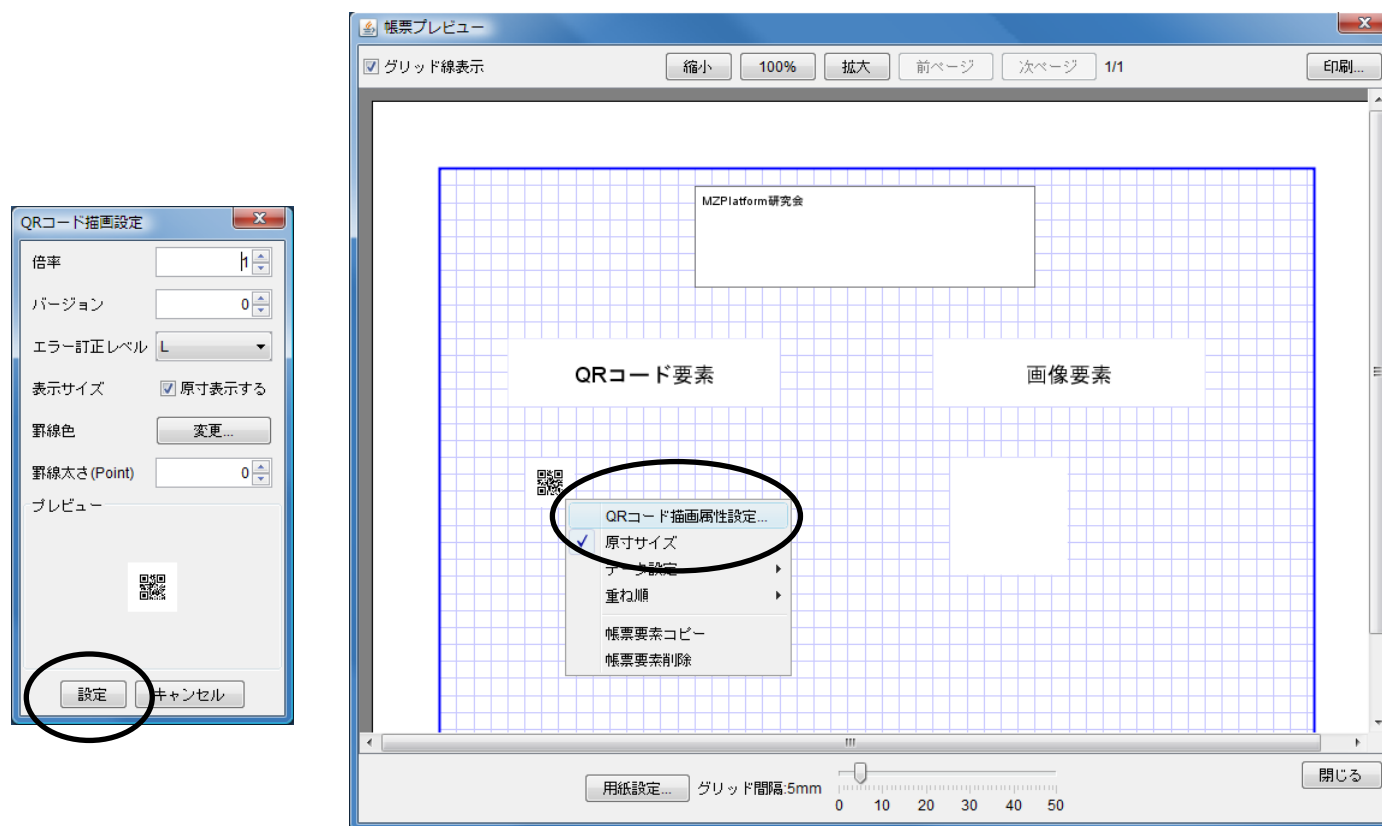 QRコード描画設定
倍率 1
バージョン 0
エラー訂正レベル L
表示サイズ 原寸表示する
罫線色 変更...
罫線太さ(Point) 0
プレビュー
設定 キャンセル
帳票プレビュー
グリッド線表示 縮小 100% 拡大 前ページ 次ページ 1/1 印刷...
MZPlatform研究会
QRコード要素 画像要素
QRコード描画属性設定...
原寸サイズ
データ設定
重ね順
帳票要素コピー
帳票要素削除
用紙設定... グリッド間隔:5mm
0 10 20 30 40 50
閉じる